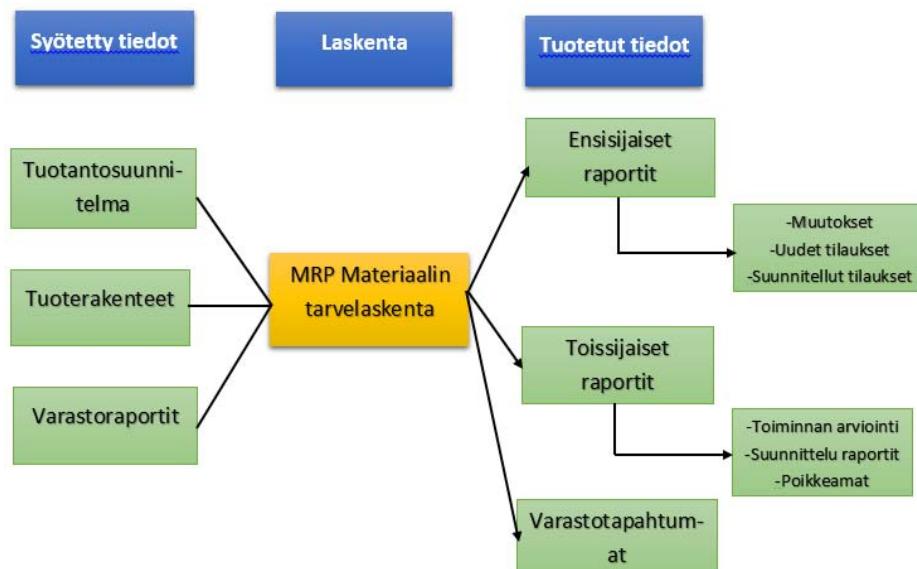 Syötetty tiedot
Laskenta
Tuotetut tiedot
Tuotantosuunni-
telma
Tuoterakenteet
Varastoraportit
MRP Materiaalin
tarvelaskenta
Ensisijaiset
raportit
-Muutokset
-Uudet tilaukset
-Suunnitellut tilaukset
Toissijaiset
raportit
-Toiminnan arviointi
-Suunnittelu raportit
-Poikkeamat
Varastotapahtum-
at